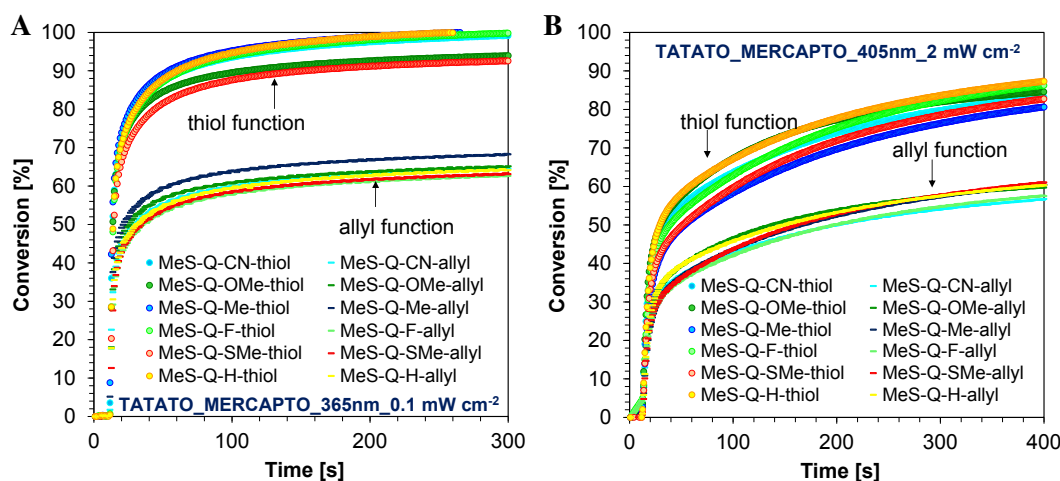 A
Conversion [%]
100
90
80
70
60
50
40
30
20
10
0
thiol function
allyl function
MeS-Q-CN-thiol MeS-Q-CN-allyl
MeS-Q-OMe-thiol MeS-Q-OMe-allyl
MeS-Q-Me-thiol MeS-Q-Me-allyl
MeS-Q-F-thiol MeS-Q-F-allyl
MeS-Q-SMe-thiol MeS-Q-SMe-allyl
MeS-Q-H-thiol MeS-Q-H-allyl
TATATO_MERCAPTO_365nm_0.1 mW cm-2
0 100 200 300
Time [s]
B
Conversion [%]
100
90
80
70
60
50
40
30
20
10
0
TATATO_MERCAPTO_405nm_2 mW cm-2
thiol function
allyl function
MeS-Q-CN-thiol MeS-Q-CN-allyl
MeS-Q-OMe-thiol MeS-Q-OMe-allyl
MeS-Q-Me-thiol MeS-Q-Me-allyl
MeS-Q-F-thiol MeS-Q-F-allyl
MeS-Q-SMe-thiol MeS-Q-SMe-allyl
MeS-Q-H-thiol MeS-Q-H-allyl
0 100 200 300 400
Time [s]